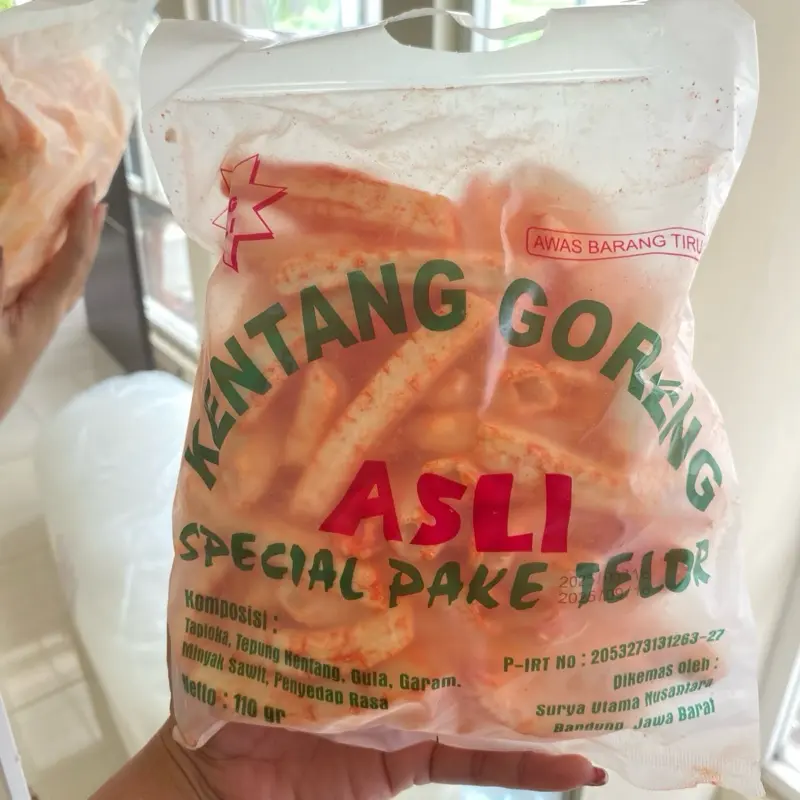 AWAS BARANG TIRU
KENTANG GORENG
ASLI
SPECIAL PAKE TELOR
Komposisi :
Tapioka, Tepung Kentang, Gula, Garam.
Minyak Sawit, Penyedap Rasa
Netto : 110 gr
P-IRT No : 2053273131263-27
Dikemas oleh :
Surya Utama Nusantara
Bandung, Jawa Barat